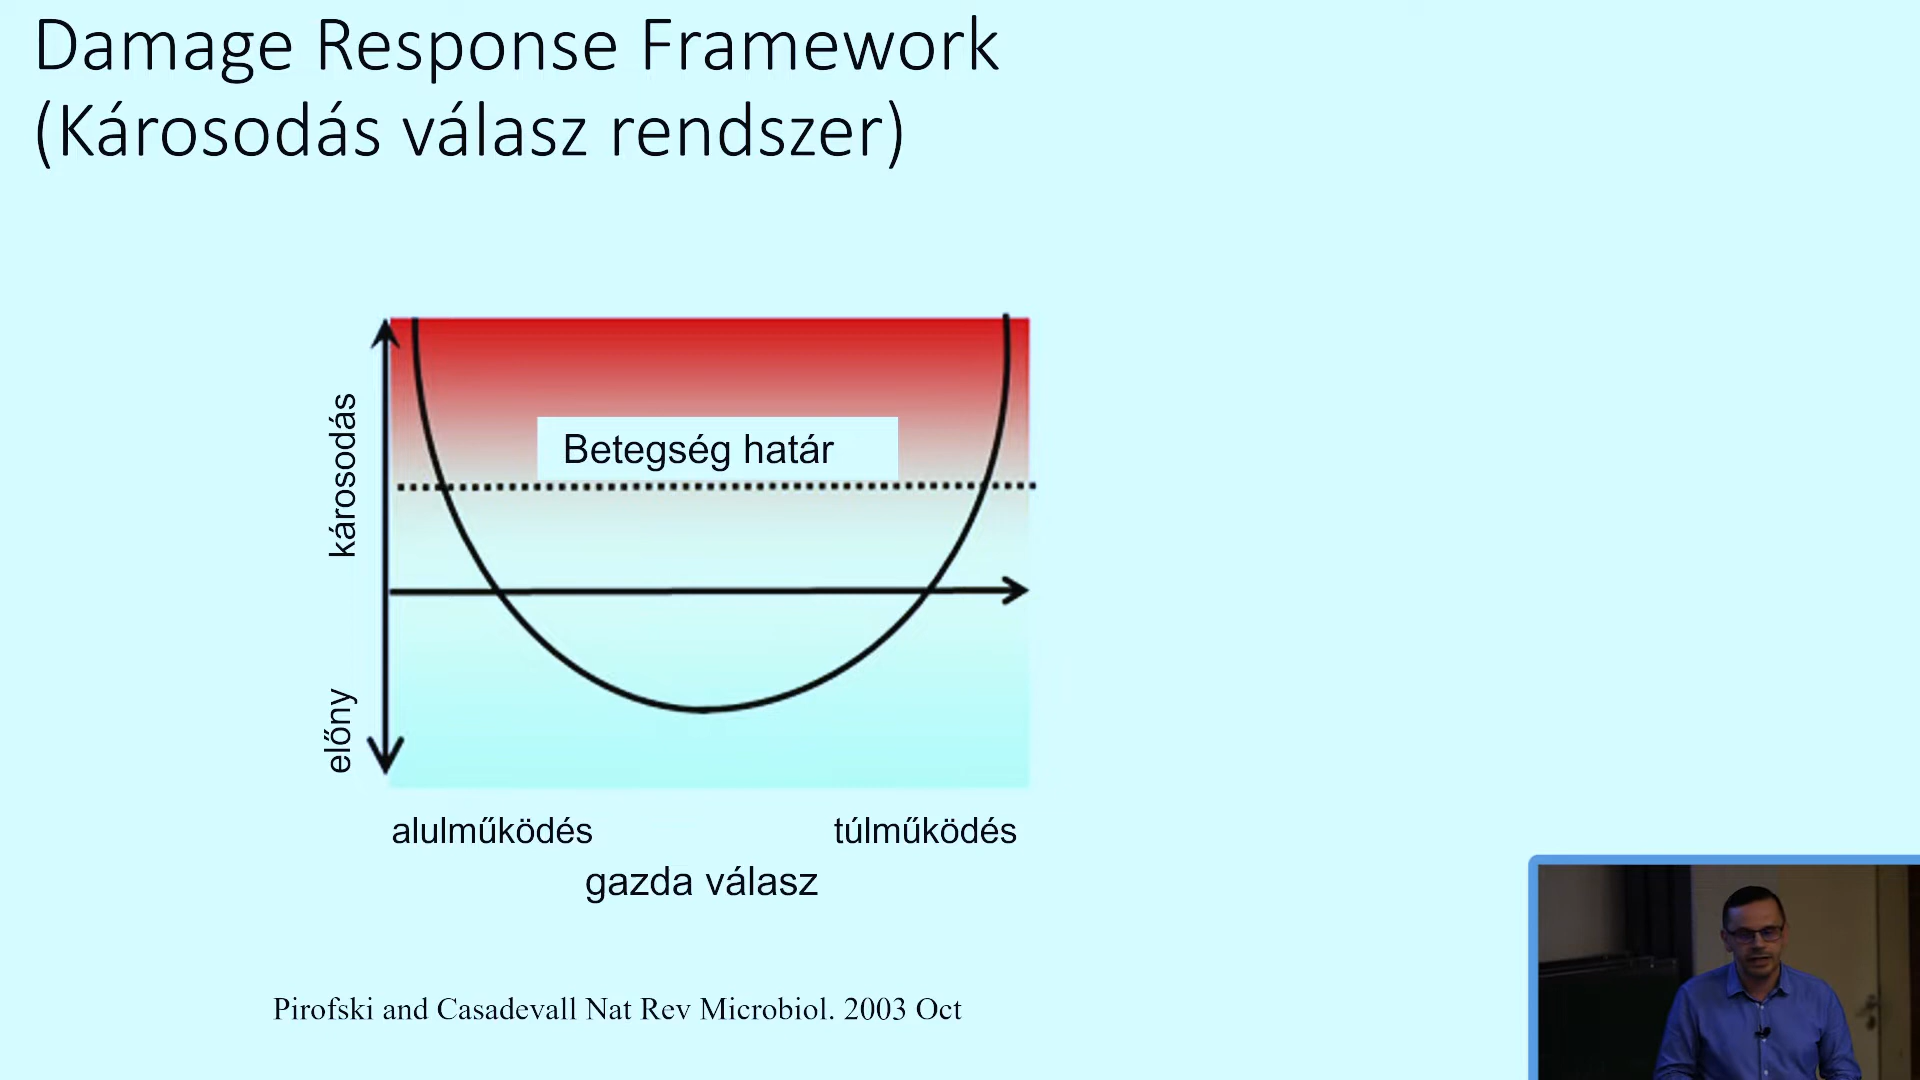 Damage Response Framework
(Károsodás válasz rendszer)
károsodás
Betegség határ
előny
alulműködés túlműködés
gazda válasz
Pirofski and Casadevall Nat Rev Microbiol. 2003 Oct